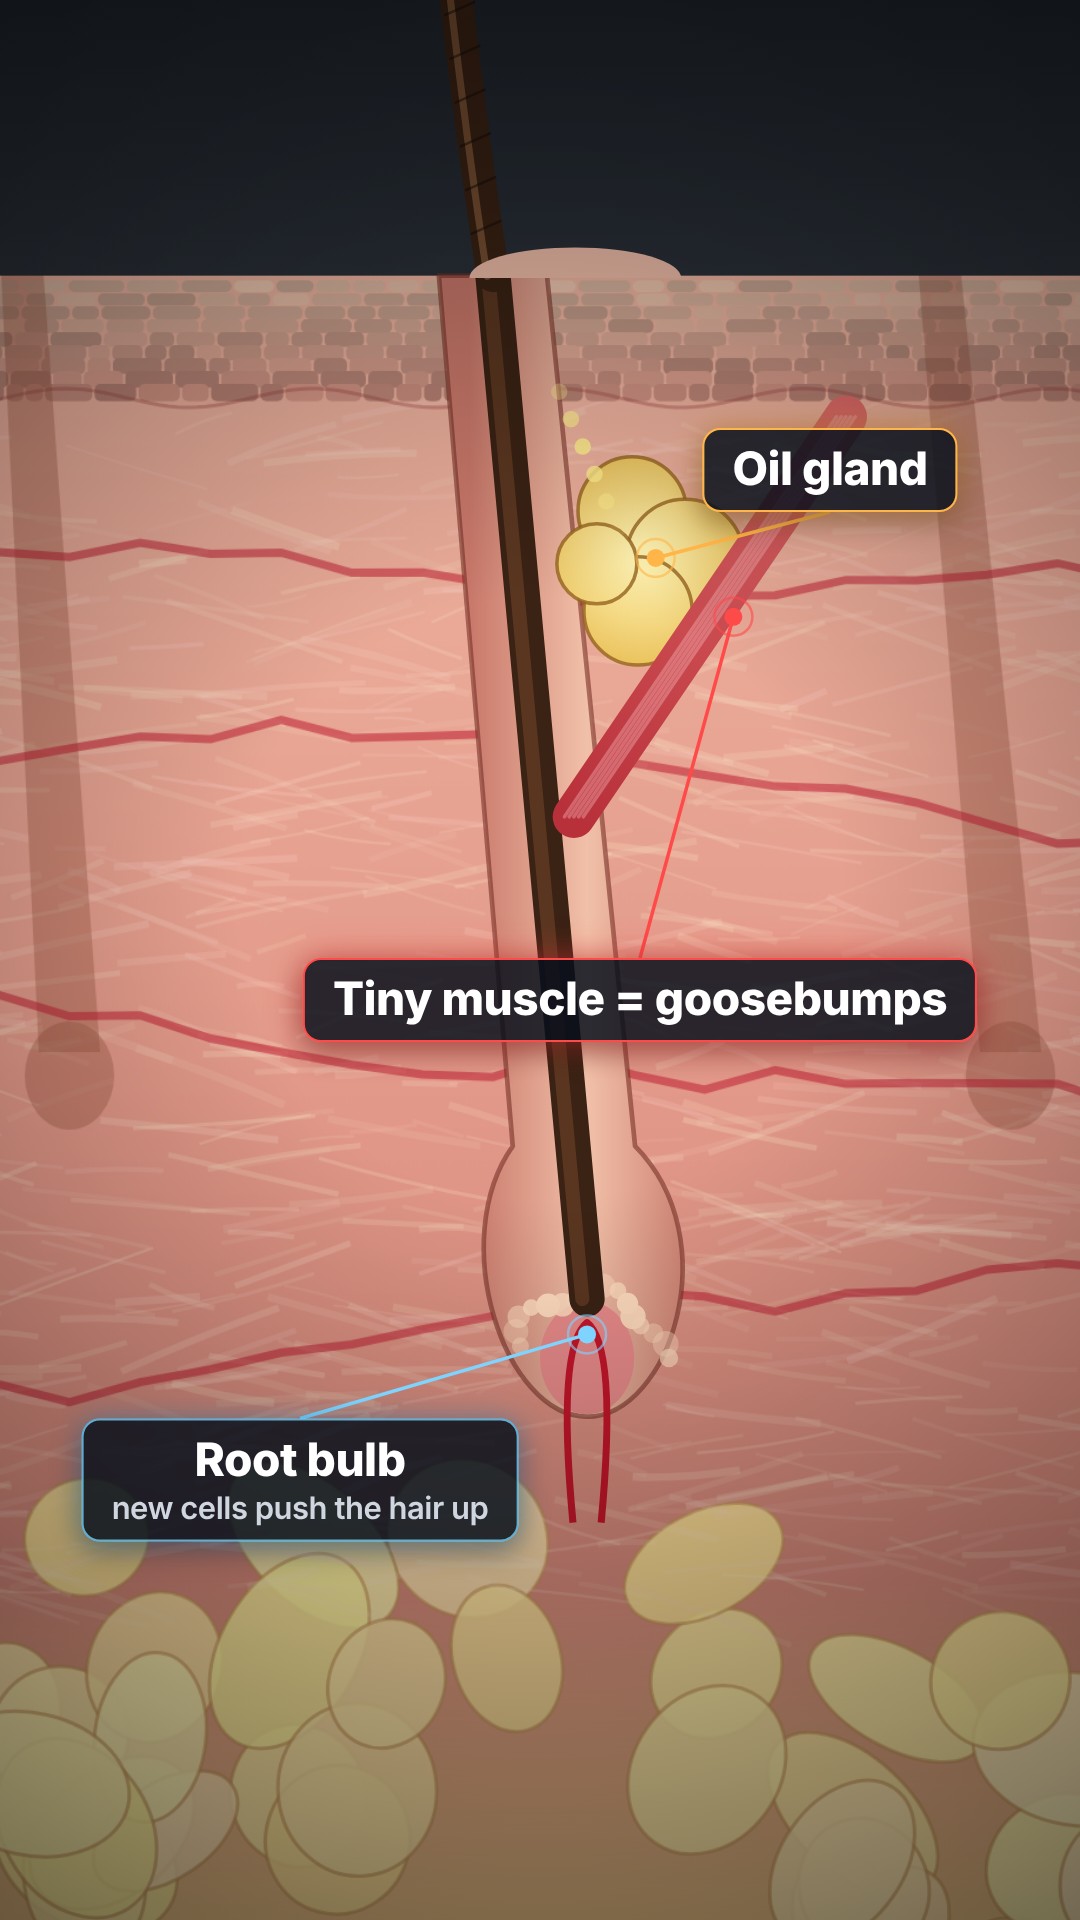 Oil gland
Tiny muscle = goosebumps
Root bulb
new cells push the hair up